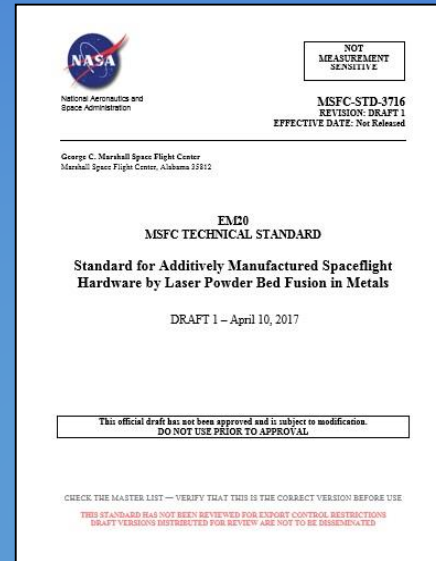 NASA
NOT
MEASUREMENT
SENSITIVE
National Aeronautics and
Space Administration
MSFC-STD-3716
REVISION: DRAFT 1
EFFECTIVE DATE: Not Released
George C. Marshall Space Flight Center
Marshall Space Flight Center, Alabama 35812
EM20
MSFC TECHNICAL STANDARD
Standard for Additively Manufactured Spaceflight
Hardware by Laser Powder Bed Fusion in Metals
DRAFT 1 – April 10, 2017
This official draft has not been approved and is subject to modification.
DO NOT USE PRIOR TO APPROVAL
CHECK THE MASTER LIST — VERIFY THAT THIS IS THE CORRECT VERSION BEFORE USE
THIS STANDARD HAS NOT BEEN REVIEWED FOR EXPORT CONTROL RESTRICTIONS
DRAFT VERSIONS DISTRIBUTED FOR REVIEW ARE NOT TO BE DISSEMINATED